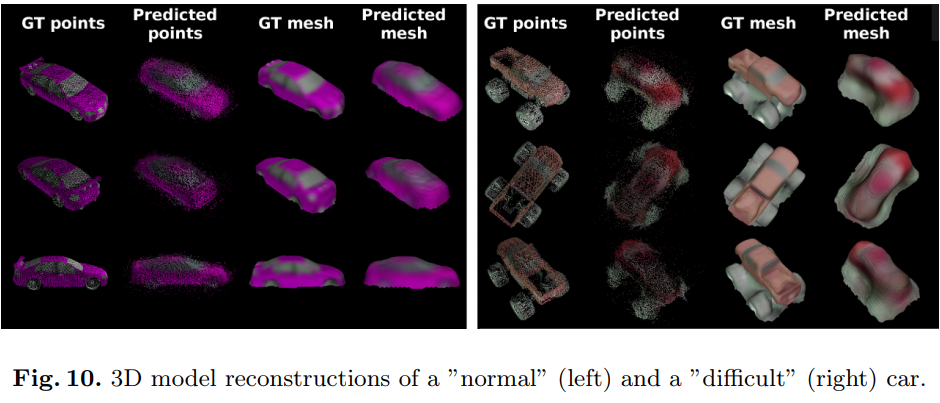 GT points Predicted points GT mesh Predicted mesh
GT points Predicted points GT mesh Predicted mesh
Fig. 10. 3D model reconstructions of a ”normal” (left) and a ”difficult” (right) car.